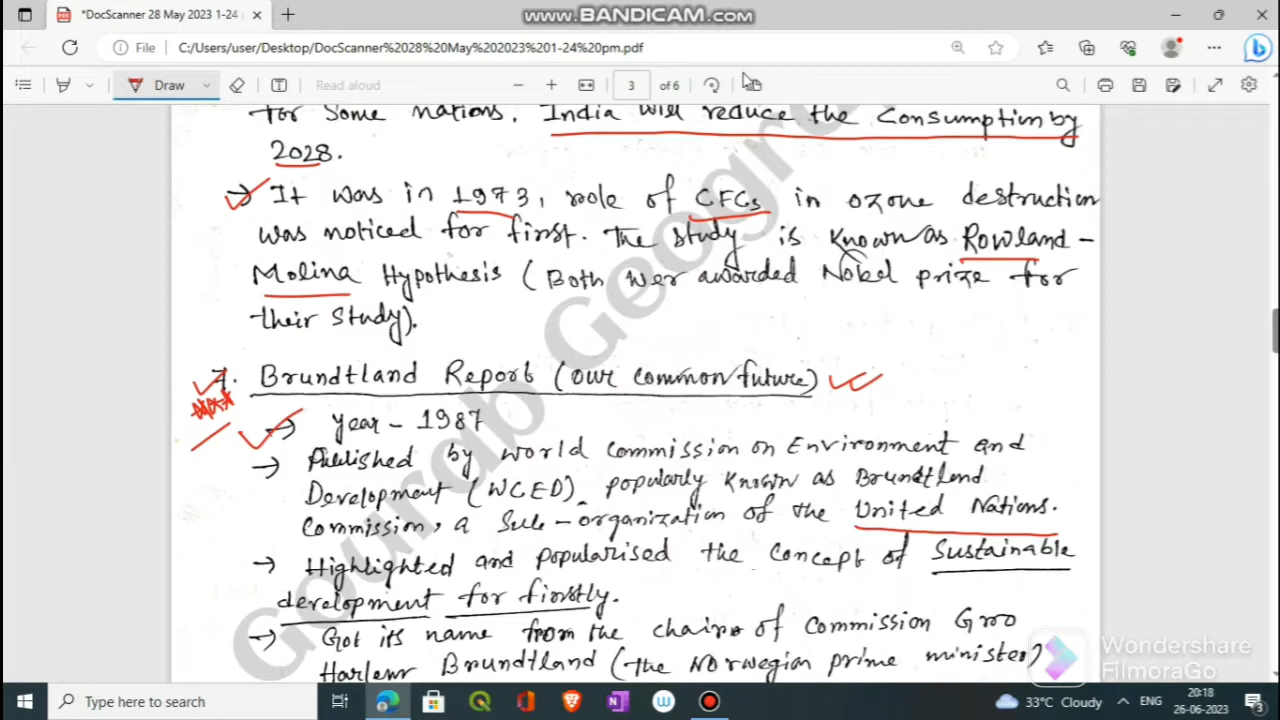 *DocScanner 28 May 2023 1-24
www.BANDICAM.com
File C:/Users/user/Desktop/DocScanner%2028%20May%202023%201-24%20pm.pdf
Draw Read aloud 3 of 6
for some nations. India will reduce the consumption by
2028.
→ It was in 1973, role of CFCs in ozone destruction
was noticed for first. The study is known as Rowland -
Molina Hypothesis (Both wer awarded Nobel prize for
their study).
7. Brundtland Report (our common future)
→ year - 1987
→ Published by world commission on Environment and
Development (WCED) popularly known as Brundtland
Commission, a sub-organization of the United Nations.
→ Highlighted and popularised the concept of Sustainable
development for firstly.
→ Got its name from the chair of commission Groo
Harlem Brundtland (the Norwegian prime minister)
Gourab Geogra
Wondershare
FilmoraGo
Type here to search
33°C Cloudy ENG 20:18
26-06-2023
3